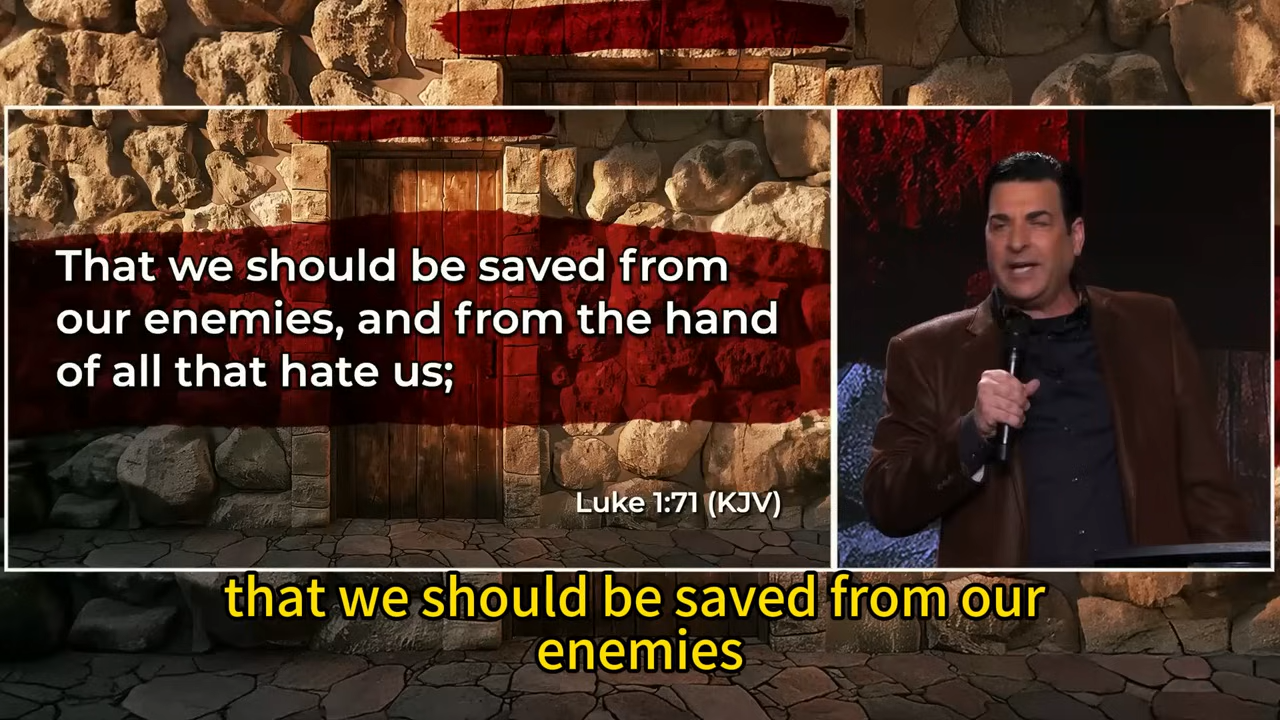 That we should be saved from
our enemies, and from the hand
of all that hate us;
Luke 1:71 (KJV)
that we should be saved from our
enemies